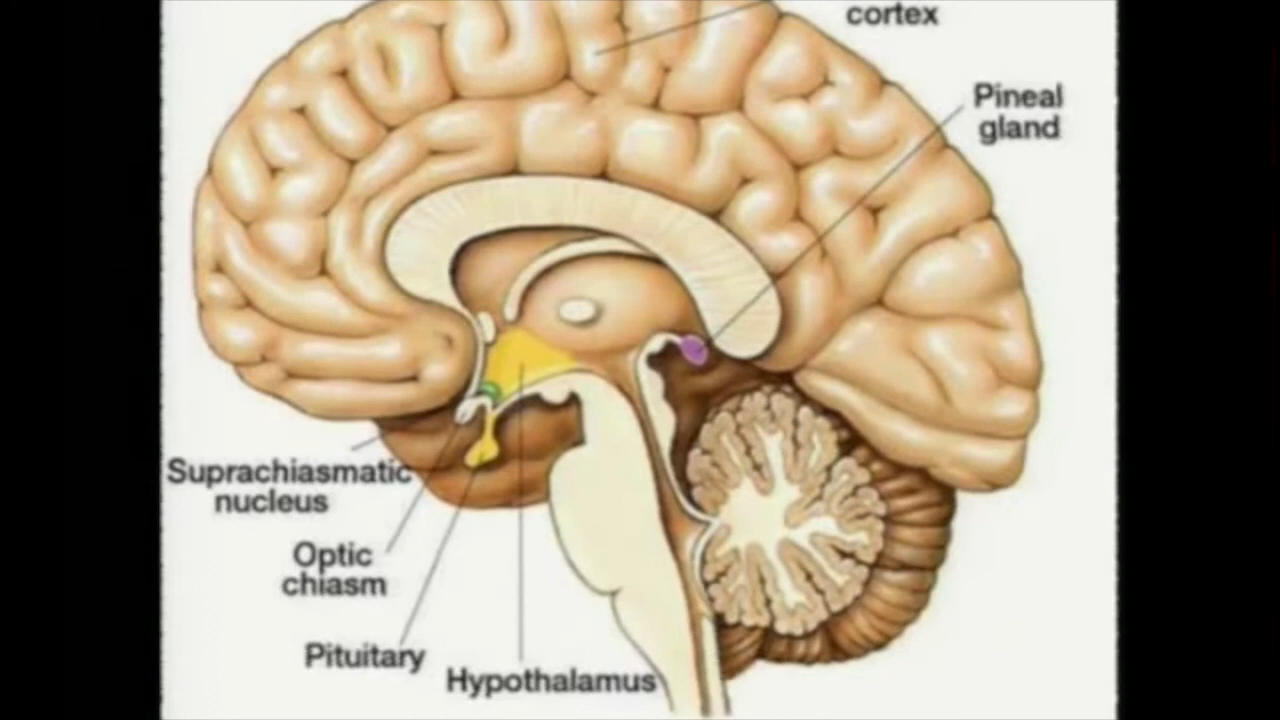 cortex
Pineal
gland
Suprachiasmatic
nucleus
Optic
chiasm
Pituitary
Hypothalamus